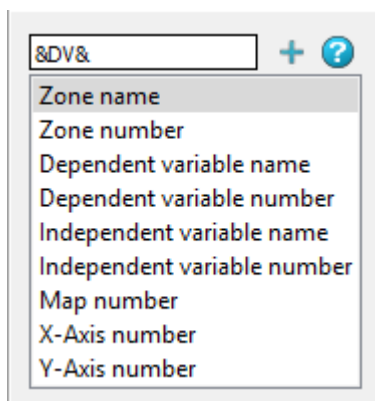 &DV&
Zone name
Zone number
Dependent variable name
Dependent variable number
Independent variable name
Independent variable number
Map number
X-Axis number
Y-Axis number